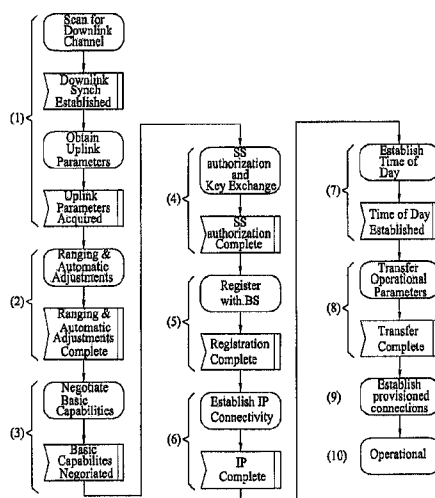 Scan for
Downlink
Channel
Downlink
Synch
Established
(1)
Obtain
Uplink
Parameters
Uplink
Parameters
Acquired
Ranging &
Automatic
Adjustments
(2)
Ranging &
Automatic
Adjustments
Complete
Negotiate
Basic
Capabilities
(3)
Basic
Capabilites
Negotiated
SS
authorization
and
Key Exchange
(4)
SS
authorization
Complete
Register
with BS
(5)
Registration
Complete
Establish IP
Connectivity
(6)
IP
Complete
Establish
Time of
Day
(7)
Time of Day
Established
Transfer
Operational
Parameters
(8)
Transfer
Complete
(9)
Establish
provisioned
connections
(10)
Operational